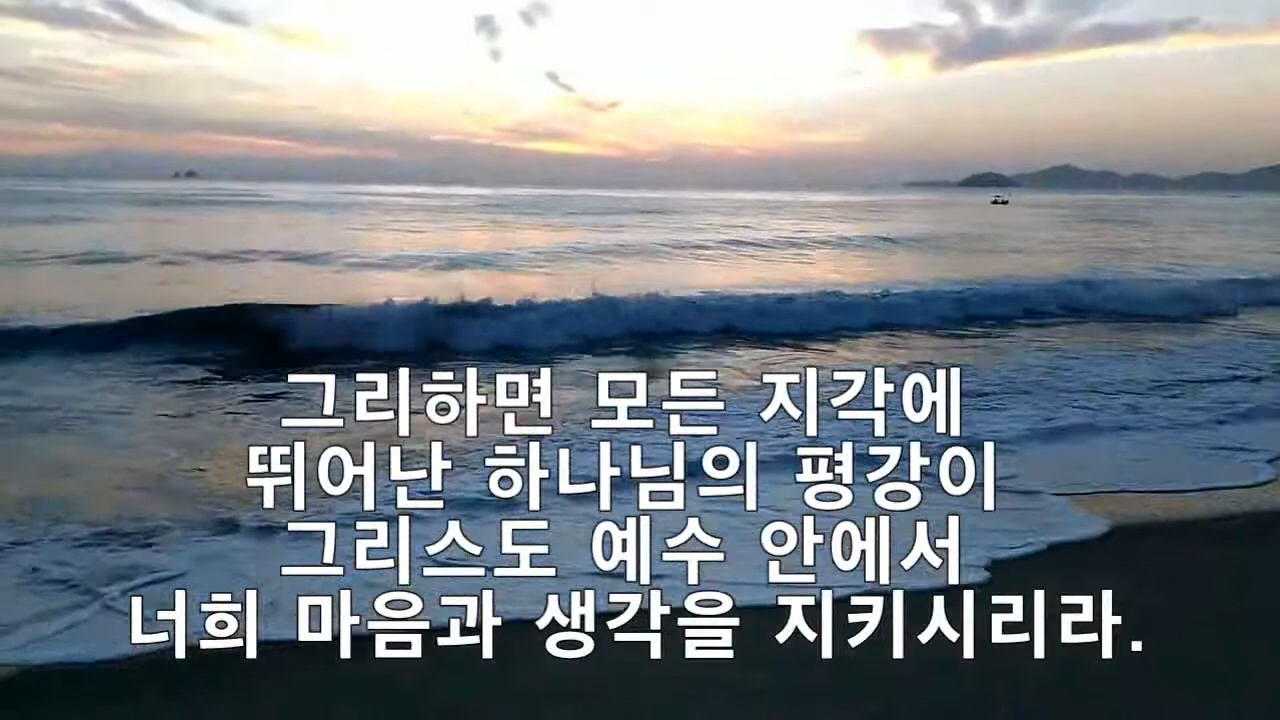 그리하면 모든 지각에
뛰어난 하나님의 평강이
그리스도 예수 안에서
너희 마음과 생각을 지키시리라.